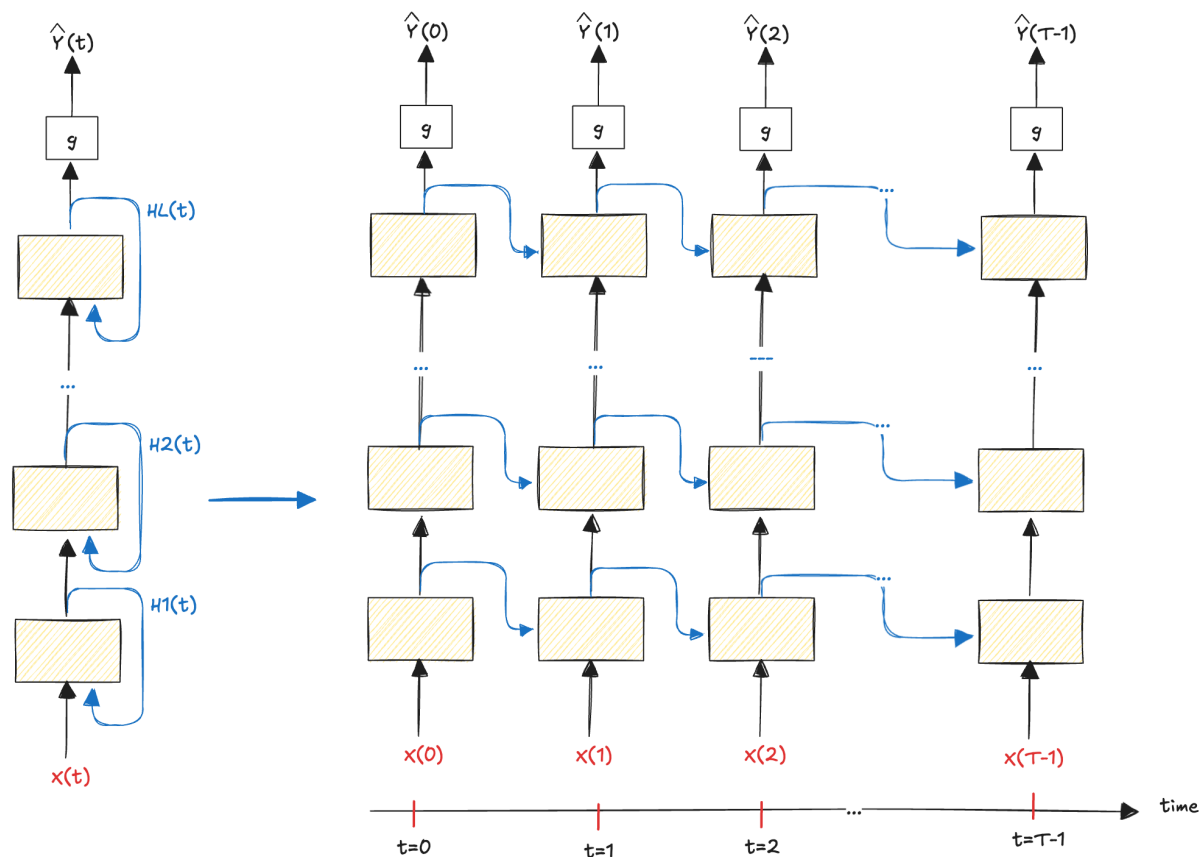 Ŷ(t)
Ŷ(0)
Ŷ(1)
Ŷ(2)
Ŷ(T-1)
g
g
g
g
g
HL(t)
...
...
...
...
...
---
...
H2(t)
...
H1(t)
...
x(t)
x(0)
x(1)
x(2)
x(T-1)
...
time
t=0
t=1
t=2
t=T-1